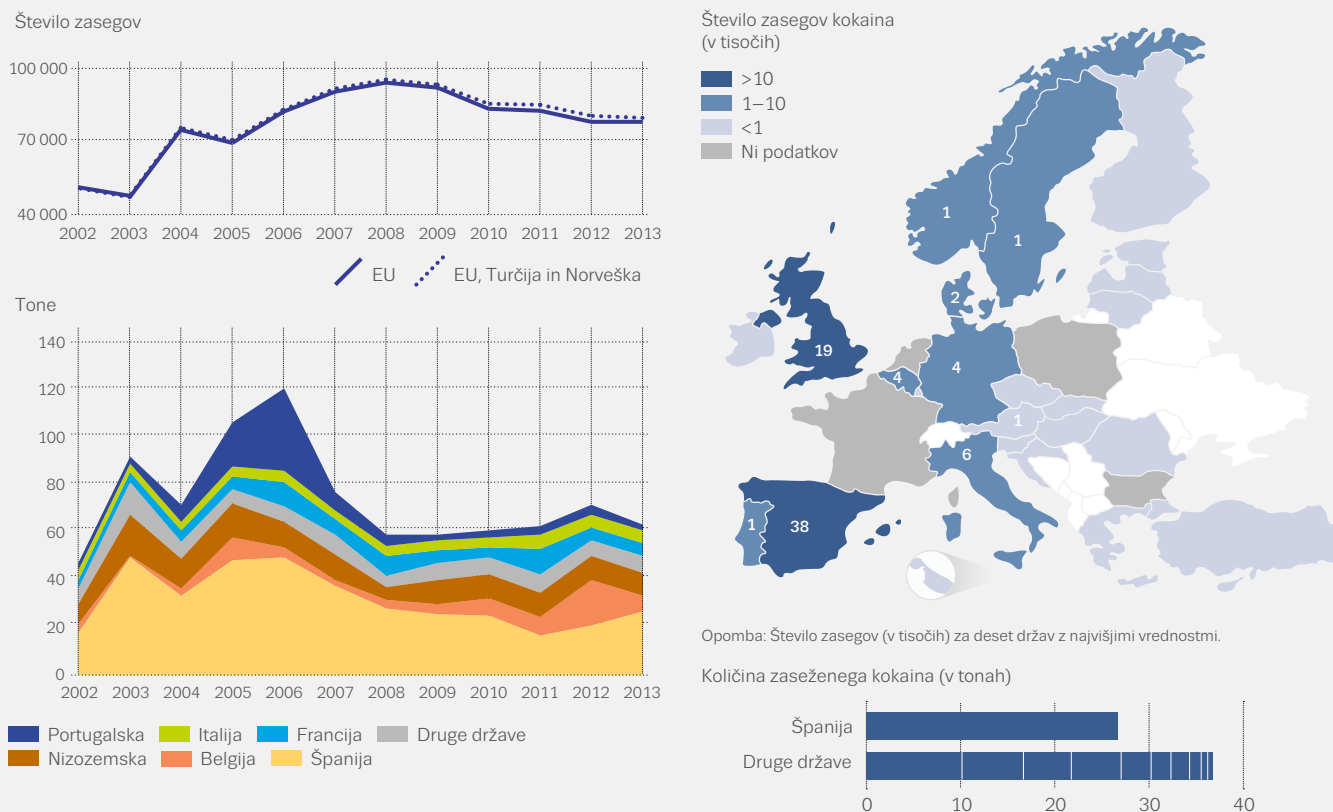 Število zasegov
100 000
70 000
40 000
2002 2003 2004 2005 2006 2007 2008 2009 2010 2011 2012 2013
EU
EU, Turčija in Norveška
Tone
140
120
100
80
60
40
20
0
2002 2003 2004 2005 2006 2007 2008 2009 2010 2011 2012 2013
Portugalska Italija Francija Druge države
Nizozemska Belgija Španija
Število zasegov kokaina
(v tisočih)
>10
1–10
<1
Ni podatkov
1
1
2
19
4
4
1
6
1
38
Opomba: Število zasegov (v tisočih) za deset držav z najvišjimi vrednostmi.
Količina zaseženega kokaina (v tonah)
Španija
Druge države
0 10 20 30 40